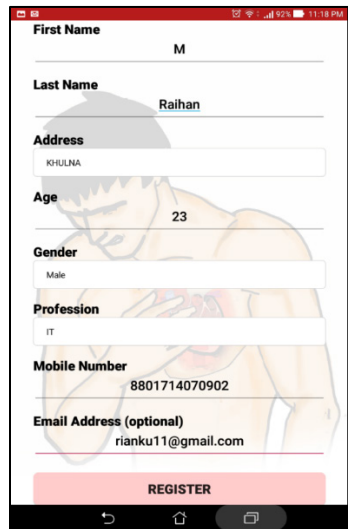 92% 11:18 PM
First Name
M
Last Name
Raihan
Address
KHULNA
Age
23
Gender
Male
Profession
IT
Mobile Number
8801714070902
Email Address (optional)
rianku11@gmail.com
REGISTER